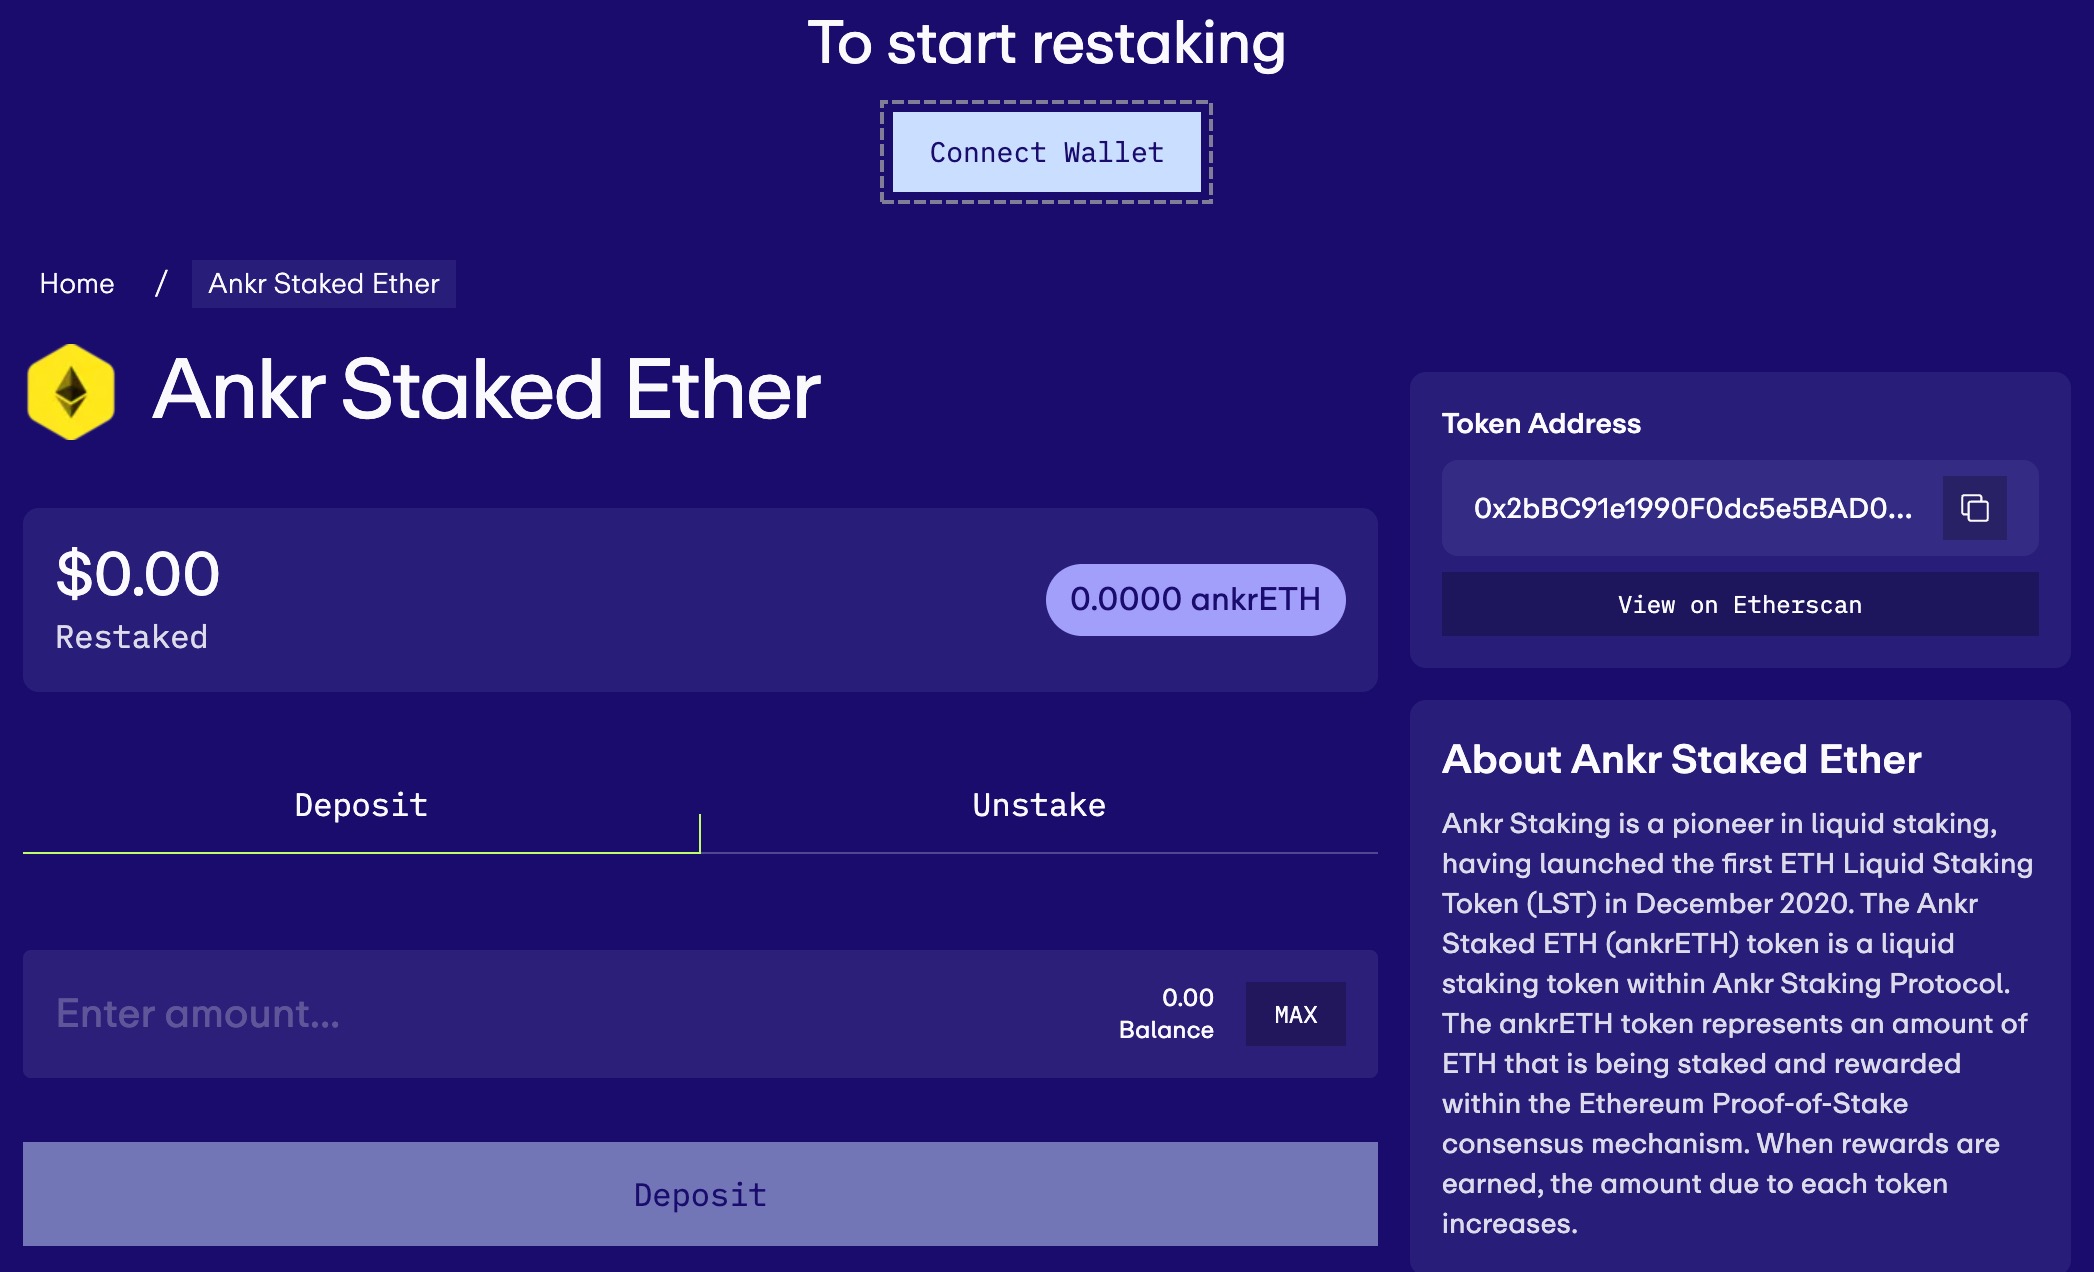 To start restaking
Connect Wallet
Home / Ankr Staked Ether
Ankr Staked Ether
$0.00
Restaked
0.0000 ankrETH
Deposit
Unstake
Enter amount...
0.00
Balance
MAX
Deposit
Token Address
0x2bBC91e1990F0dc5e5BAD0...
View on Etherscan
About Ankr Staked Ether
Ankr Staking is a pioneer in liquid staking,
having launched the first ETH Liquid Staking
Token (LST) in December 2020. The Ankr
Staked ETH (ankrETH) token is a liquid
staking token within Ankr Staking Protocol.
The ankrETH token represents an amount of
ETH that is being staked and rewarded
within the Ethereum Proof-of-Stake
consensus mechanism. When rewards are
earned, the amount due to each token
increases.